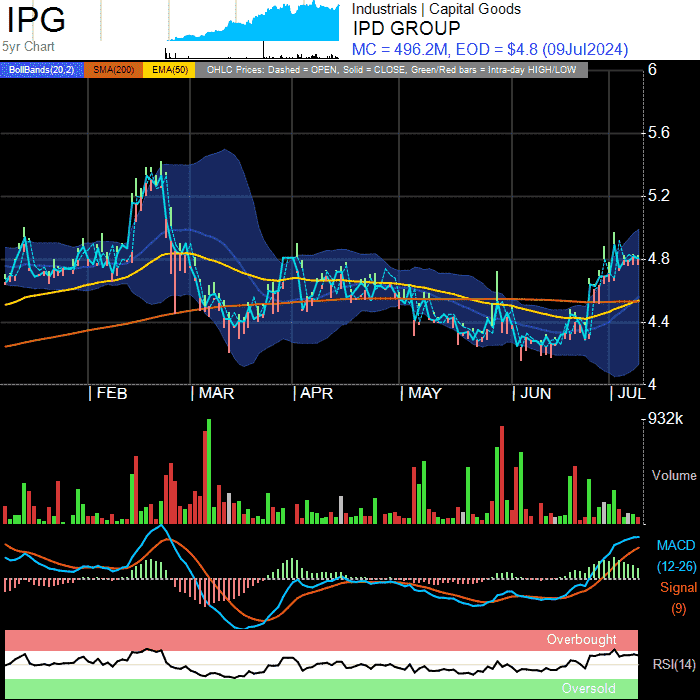 IPG
5yr Chart
Industrials | Capital Goods
IPD GROUP
MC = 496.2M, EOD = $4.8 (09Jul2024)
BollBands(20,2) SMA(200) EMA(50) OHLC Prices: Dashed = OPEN, Solid = CLOSE, Green/Red bars = Intra-day HIGH/LOW
6
5.6
5.2
4.8
4.4
4
| FEB | MAR | APR | MAY | JUN | JUL
932k
Volume
MACD
(12-26)
Signal
(9)
Overbought
RSI(14)
Oversold